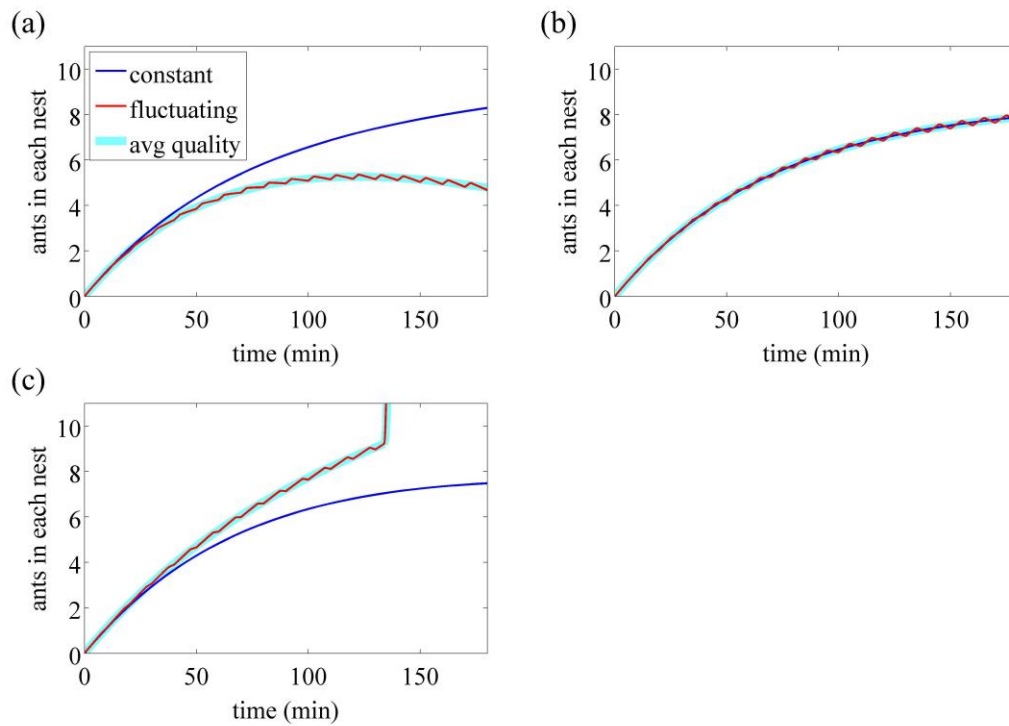 (a)
ants in each nest
10
8
6
4
2
0
constant
fluctuating
avg quality
0 50 100 150
time (min)
(b)
ants in each nest
10
8
6
4
2
0
0 50 100 150
time (min)
(c)
ants in each nest
10
8
6
4
2
0
0 50 100 150
time (min)